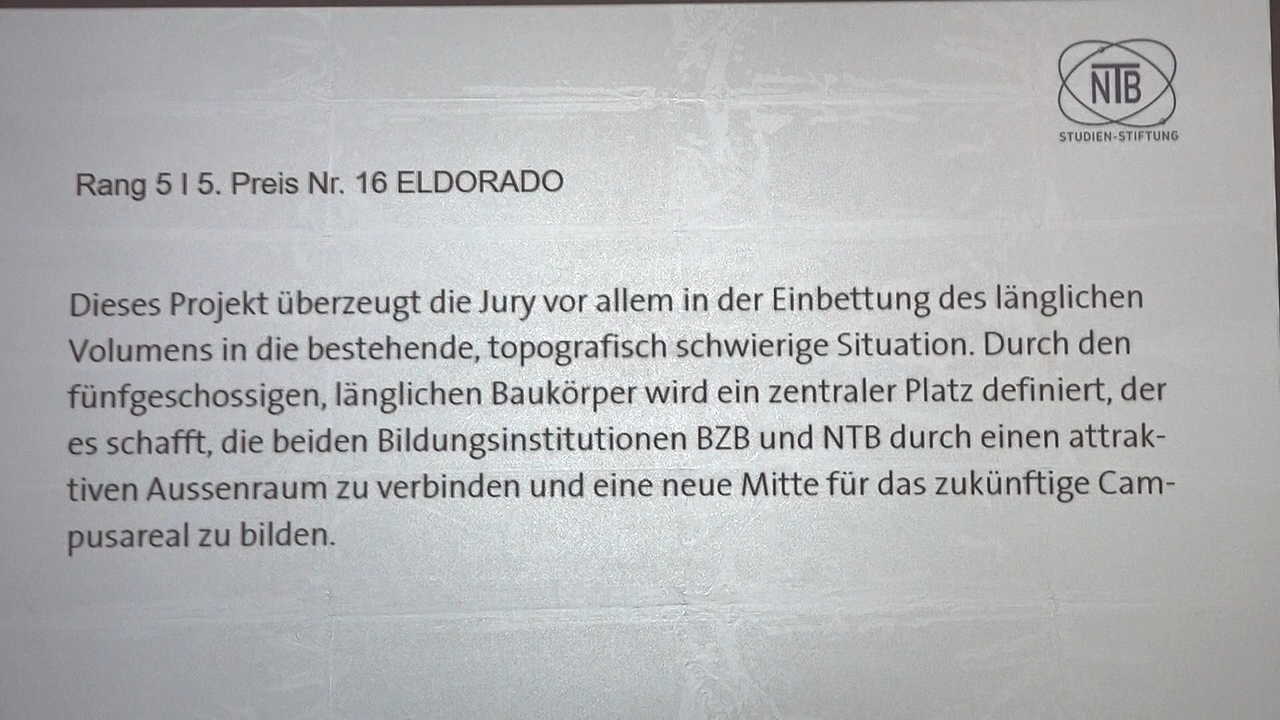 NTB
STUDIEN-STIFTUNG
Rang 5 I 5. Preis Nr. 16 ELDORADO
Dieses Projekt überzeugt die Jury vor allem in der Einbettung des länglichen
Volumens in die bestehende, topografisch schwierige Situation. Durch den
fünfgeschossigen, länglichen Baukörper wird ein zentraler Platz definiert, der
es schafft, die beiden Bildungsinstitutionen BZB und NTB durch einen attrak-
tiven Aussenraum zu verbinden und eine neue Mitte für das zukünftige Cam-
pusareal zu bilden.